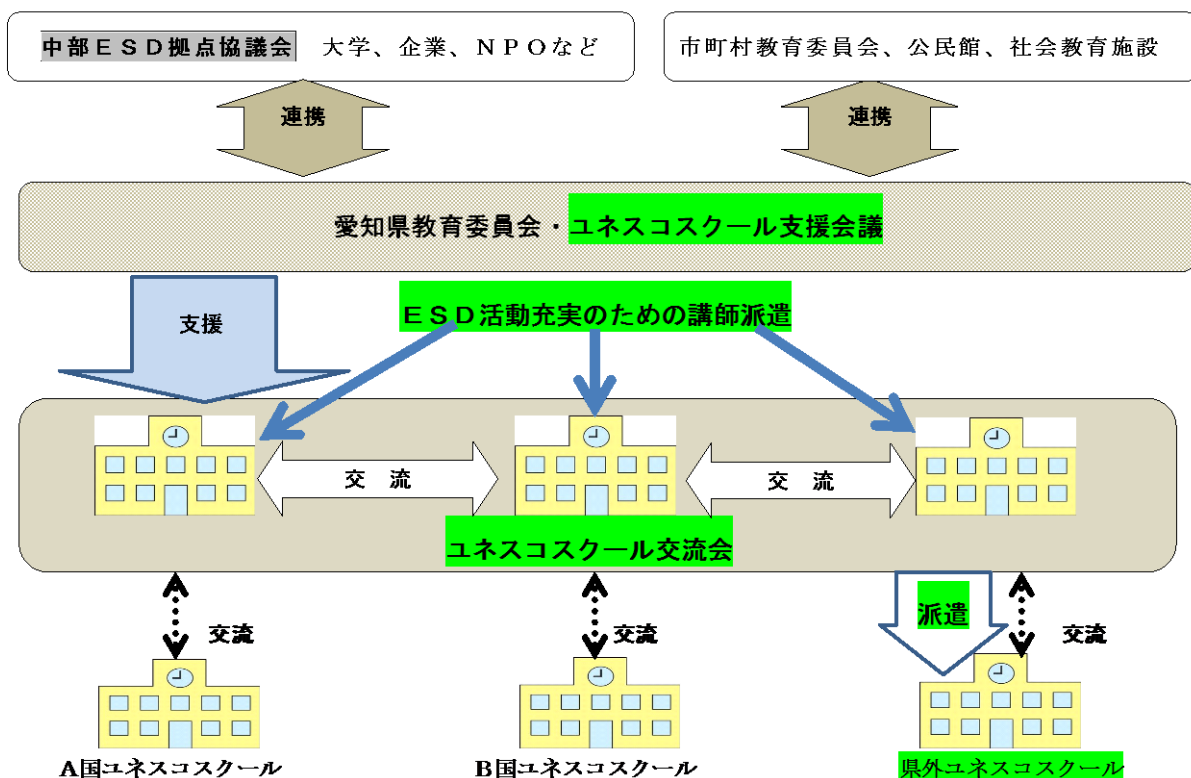 中部ＥＳＤ拠点協議会　大学、企業、ＮＰＯなど
市町村教育委員会、公民館、社会教育施設
連携
連携
愛知県教育委員会・ユネスコスクール支援会議
ＥＳＤ活動充実のための講師派遣
支援
交　流
交　流
ユネスコスクール交流会
派遣
交流
交流
交流
A国ユネスコスクール
B国ユネスコスクール
県外ユネスコスクール